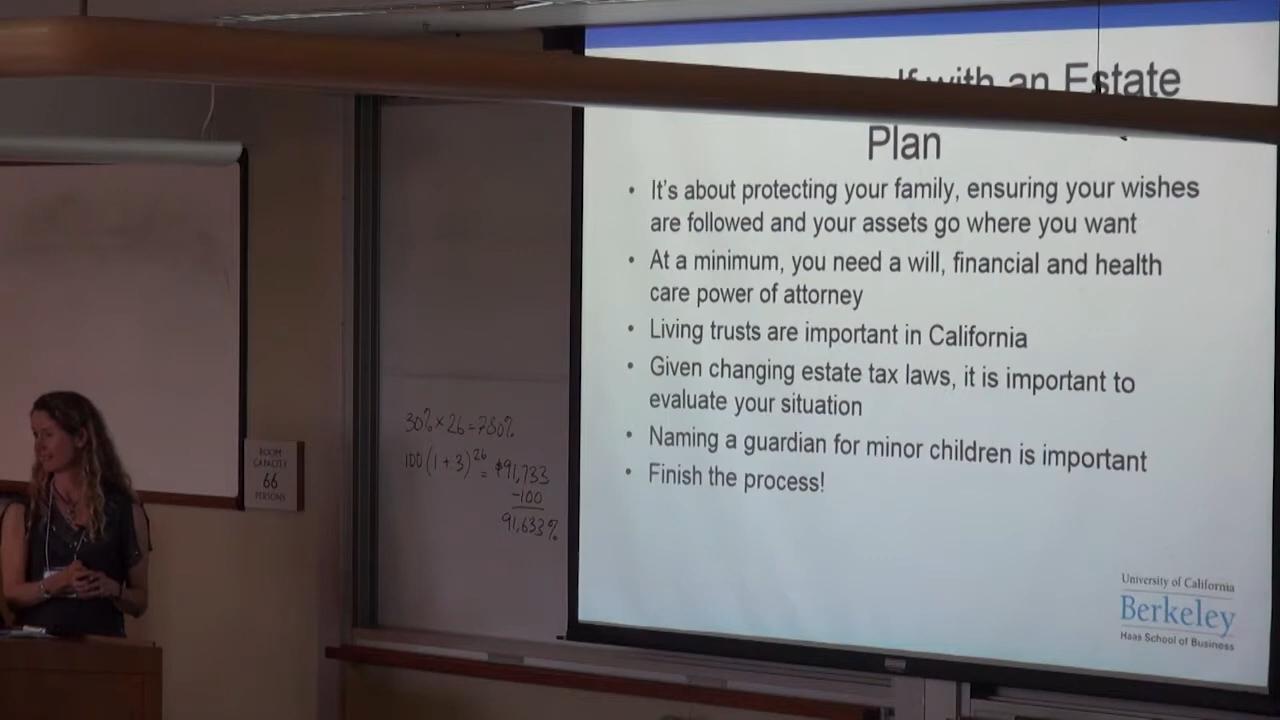 with an Estate
Plan
• It's about protecting your family, ensuring your wishes
are followed and your assets go where you want
• At a minimum, you need a will, financial and health
care power of attorney
• Living trusts are important in California
• Given changing estate tax laws, it is important to
evaluate your situation
• Naming a guardian for minor children is important
• Finish the process!
University of California
Berkeley
Haas School of Business
30% × 26 = 780%
100(1+3)^26 = $91,733
-100
91,633%
ROOM
CAPACITY
66
PERSONS